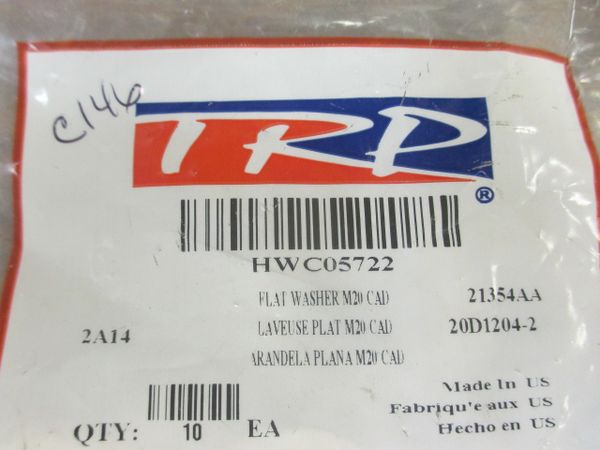 C146
TRP
®
HWC05722
FLAT WASHER M20 CAD 21354AA
2A14 LAVEUSE PLAT M20 CAD 20D1204-2
ARANDELA PLANA M20 CAD
Made In US
Fabriqu'e aux US
QTY: 10 EA Hecho en US